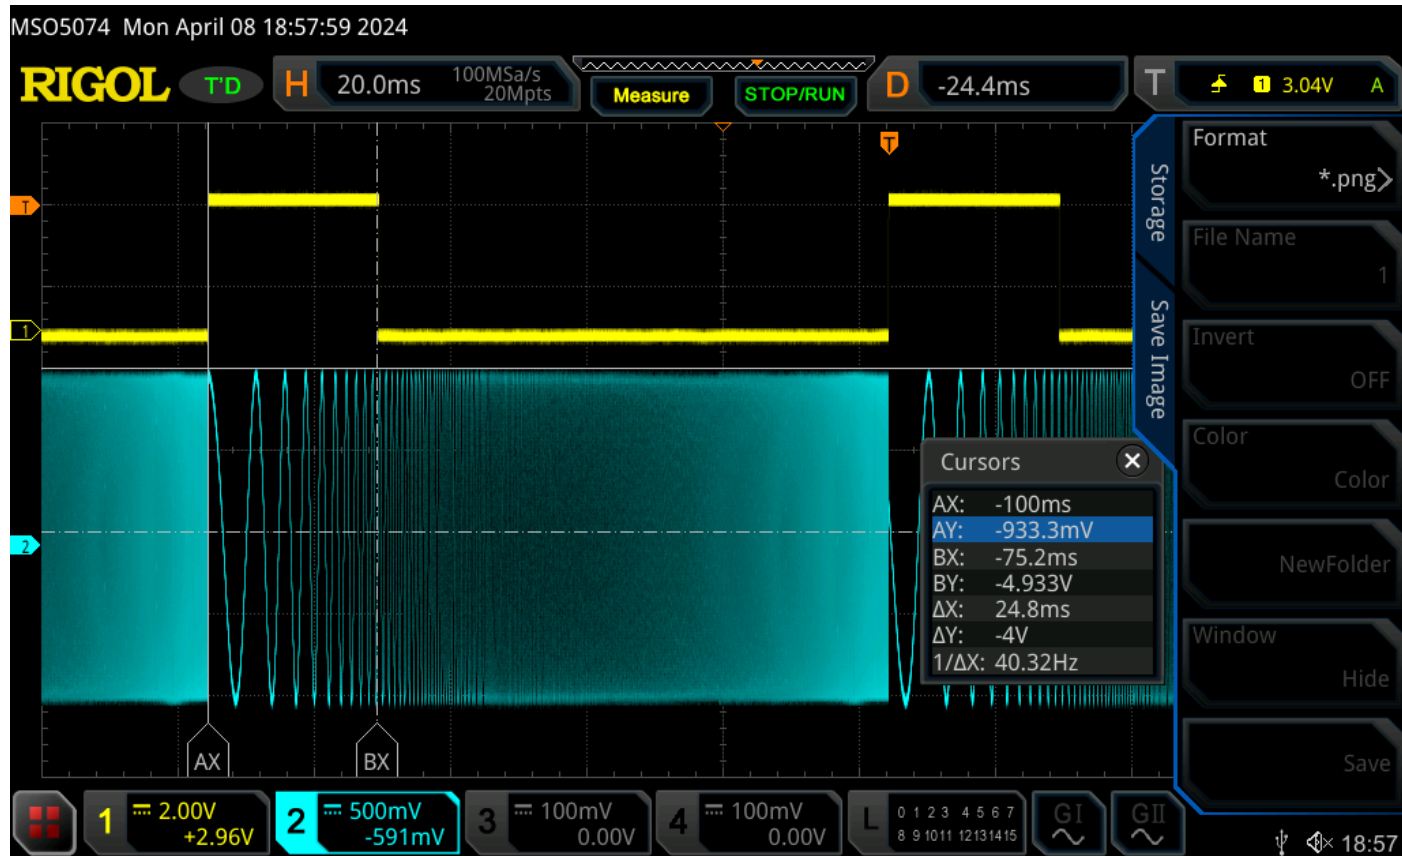 MSO5074 Mon April 08 18:57:59 2024
RIGOL T'D H 20.0ms 100MSa/s 20Mpts Measure STOP/RUN D -24.4ms T 1 3.04V A
T
T
1
2
AX BX
Cursors
AX: -100ms
AY: -933.3mV
BX: -75.2ms
BY: -4.933V
ΔX: 24.8ms
ΔY: -4V
1/ΔX: 40.32Hz
Storage
Save Image
Format
*.png
File Name
1
Invert
OFF
Color
Color
NewFolder
Window
Hide
Save
1 2.00V +2.96V
2 500mV -591mV
3 100mV 0.00V
4 100mV 0.00V
L 0 1 2 3 4 5 6 7
8 9 10 11 12 13 14 15
GI GII
18:57